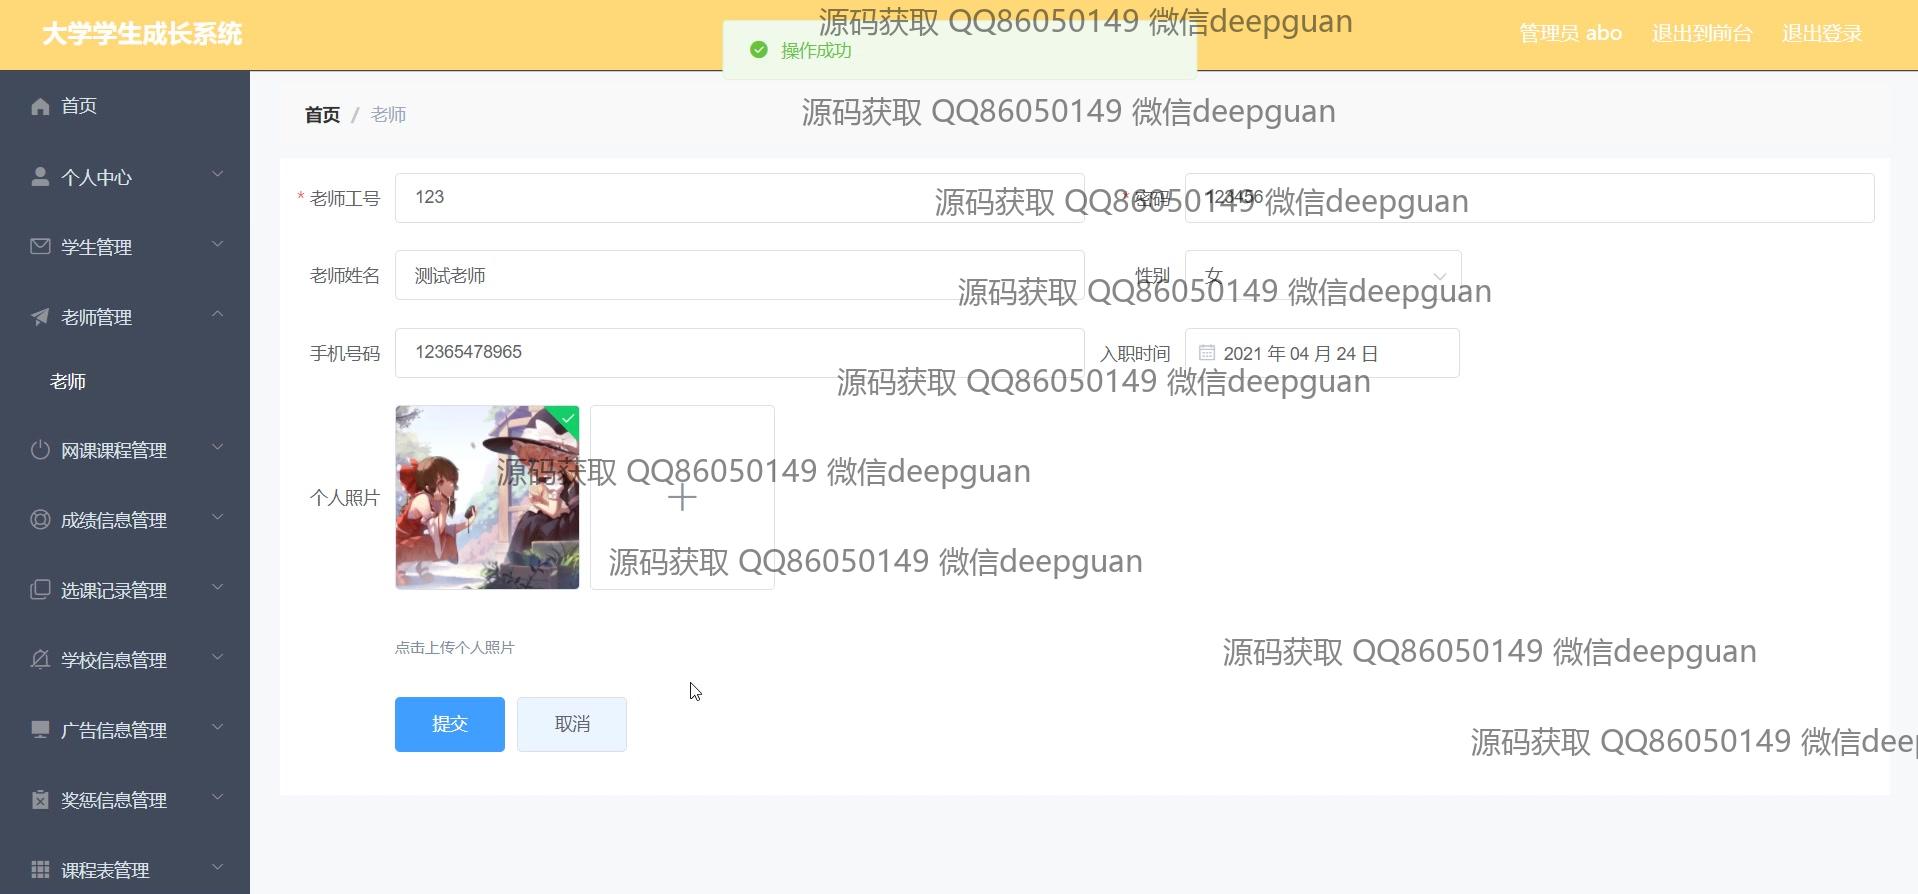 大学学生成长系统
源码获取 QQ86050149 微信deepguan
操作成功
管理员 abo
退出到前台
退出登录
首页
个人中心
学生管理
老师管理
老师
网课课程管理
成绩信息管理
选课记录管理
学校信息管理
广告信息管理
奖惩信息管理
课程表管理
首页 / 老师
源码获取 QQ86050149 微信deepguan
* 老师工号 123
* 密码 123456
源码获取 QQ86050149 微信deepguan
老师姓名 测试老师
性别 女
源码获取 QQ86050149 微信deepguan
手机号码 12365478965
入职时间 2021 年 04 月 24 日
源码获取 QQ86050149 微信deepguan
源码获取 QQ86050149 微信deepguan
个人照片
源码获取 QQ86050149 微信deepguan
点击上传个人照片
源码获取 QQ86050149 微信deepguan
提交
取消
源码获取 QQ86050149 微信deep